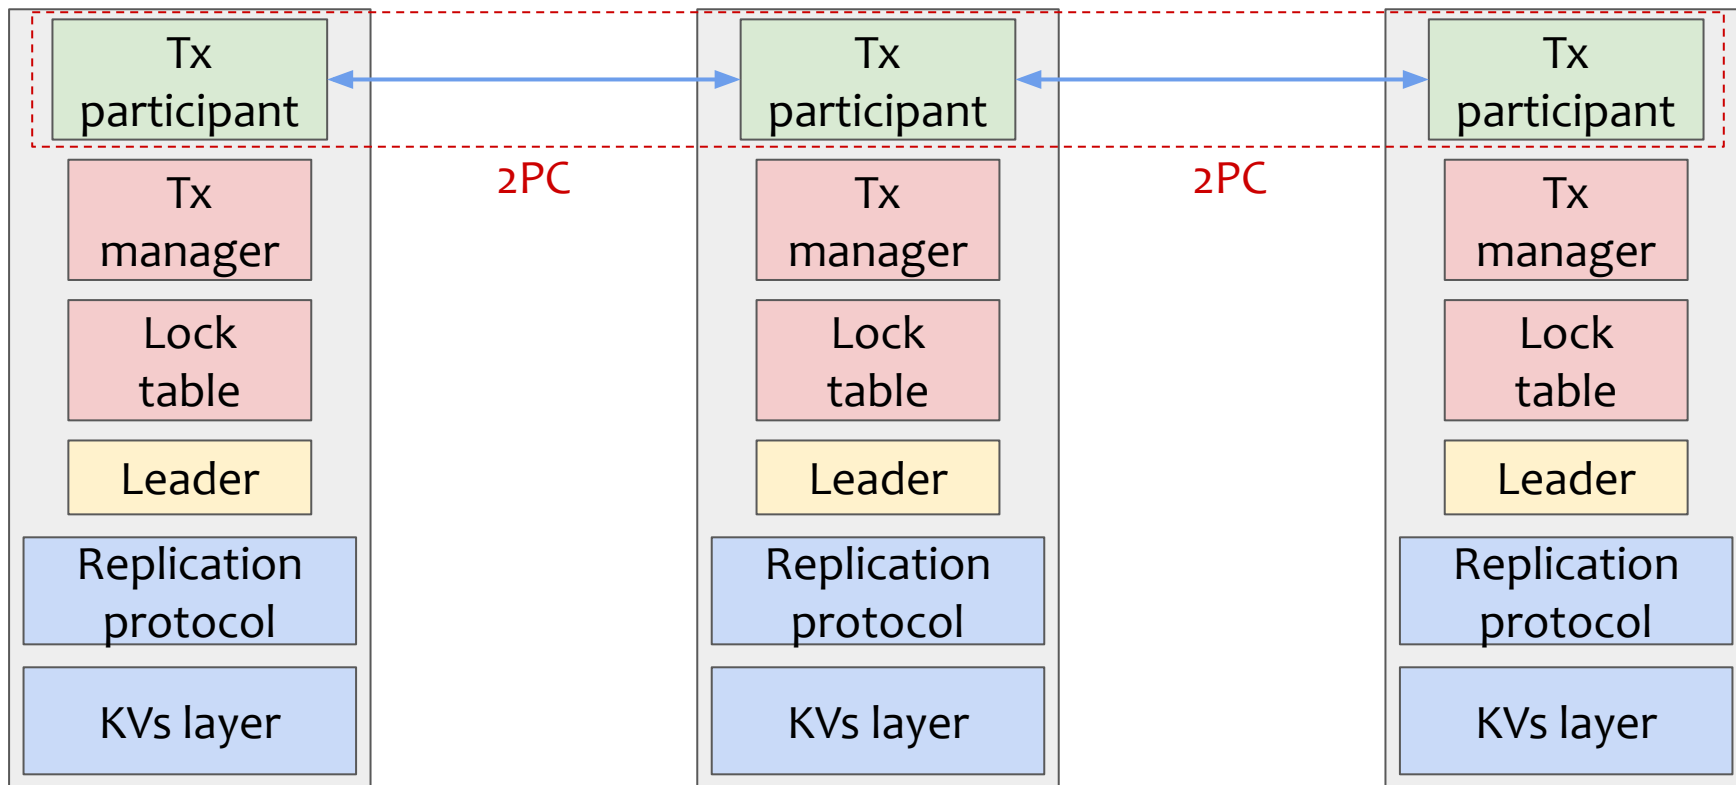 Tx
participant
Tx
participant
Tx
participant
2PC
2PC
Tx
manager
Tx
manager
Tx
manager
Lock
table
Lock
table
Lock
table
Leader
Leader
Leader
Replication
protocol
Replication
protocol
Replication
protocol
KVs layer
KVs layer
KVs layer